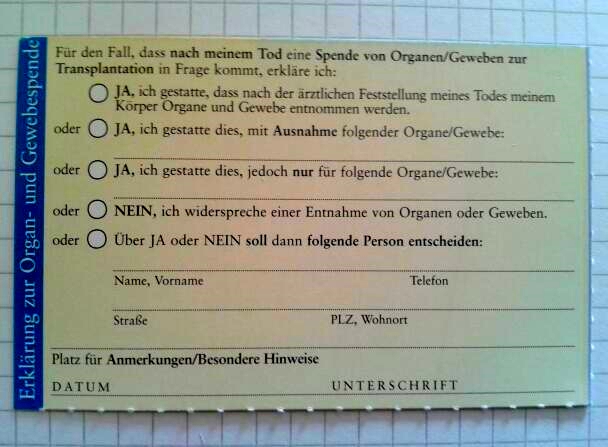 Erklärung zur Organ- und Gewebespende
Für den Fall, dass nach meinem Tod eine Spende von Organen/Geweben zur
Transplantation in Frage kommt, erkläre ich:
JA, ich gestatte, dass nach der ärztlichen Feststellung meines Todes meinem
Körper Organe und Gewebe entnommen werden.
oder JA, ich gestatte dies, mit Ausnahme folgender Organe/Gewebe:
oder JA, ich gestatte dies, jedoch nur für folgende Organe/Gewebe:
oder NEIN, ich widerspreche einer Entnahme von Organen oder Geweben.
oder Über JA oder NEIN soll dann folgende Person entscheiden:
Name, Vorname Telefon
Straße PLZ, Wohnort
Platz für Anmerkungen/Besondere Hinweise
DATUM UNTERSCHRIFT